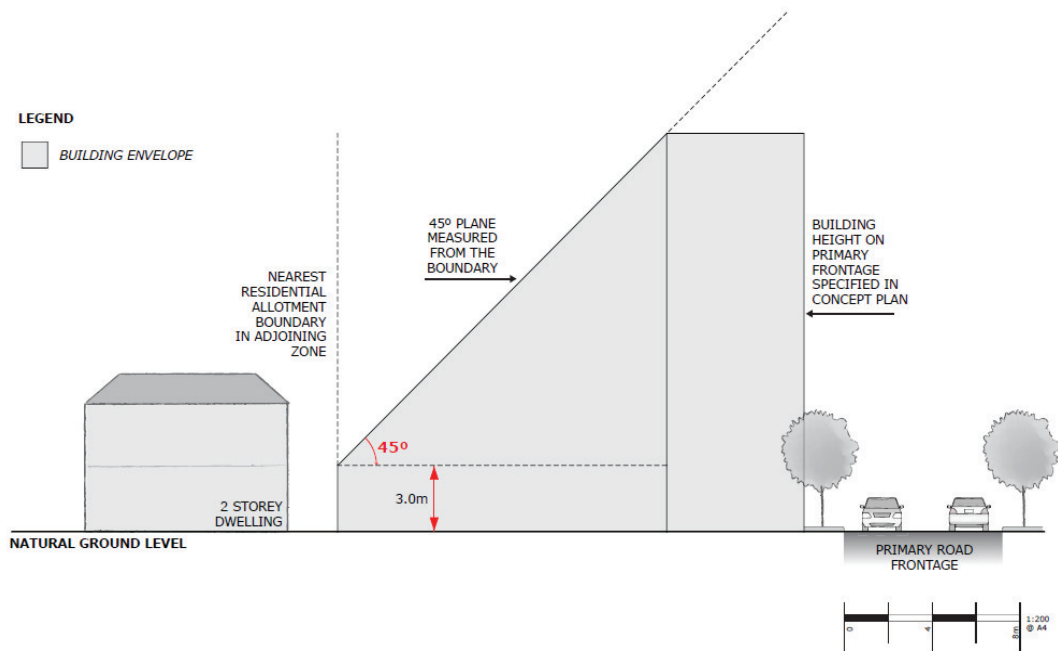 LEGEND
BUILDING ENVELOPE
45º PLANE
MEASURED
FROM THE
BOUNDARY
BUILDING
HEIGHT ON
PRIMARY
FRONTAGE
SPECIFIED IN
CONCEPT PLAN
NEAREST
RESIDENTIAL
ALLOTMENT
BOUNDARY
IN ADJOINING
ZONE
45º
3.0m
2 STOREY
DWELLING
NATURAL GROUND LEVEL
PRIMARY ROAD
FRONTAGE
0
4
8m
1:200
@ A4